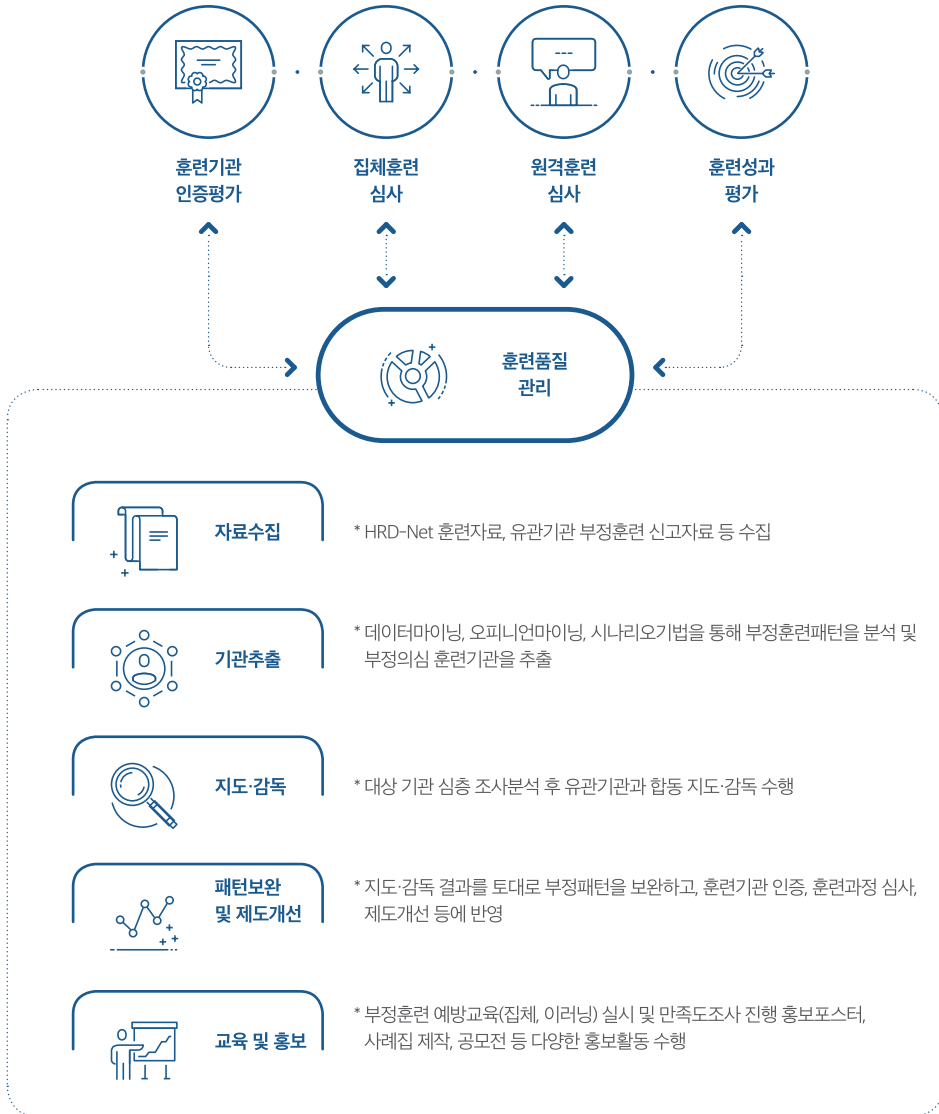 훈련기관
인증평가
집체훈련
심사
원격훈련
심사
훈련성과
평가
훈련품질
관리
자료수집
* HRD-Net 훈련자료, 유관기관 부정훈련 신고자료 등 수집
기관추출
* 데이터마이닝, 오피니언마이닝, 시나리오기법을 통해 부정훈련패턴을 분석 및
부정의심 훈련기관을 추출
지도·감독
* 대상 기관 심층 조사분석 후 유관기관과 합동 지도·감독 수행
패턴보완
및 제도개선
* 지도·감독 결과를 토대로 부정패턴을 보완하고, 훈련기관 인증, 훈련과정 심사,
제도개선 등에 반영
교육 및 홍보
* 부정훈련 예방교육(집체, 이러닝) 실시 및 만족도조사 진행 홍보포스터,
사례집 제작, 공모전 등 다양한 홍보활동 수행